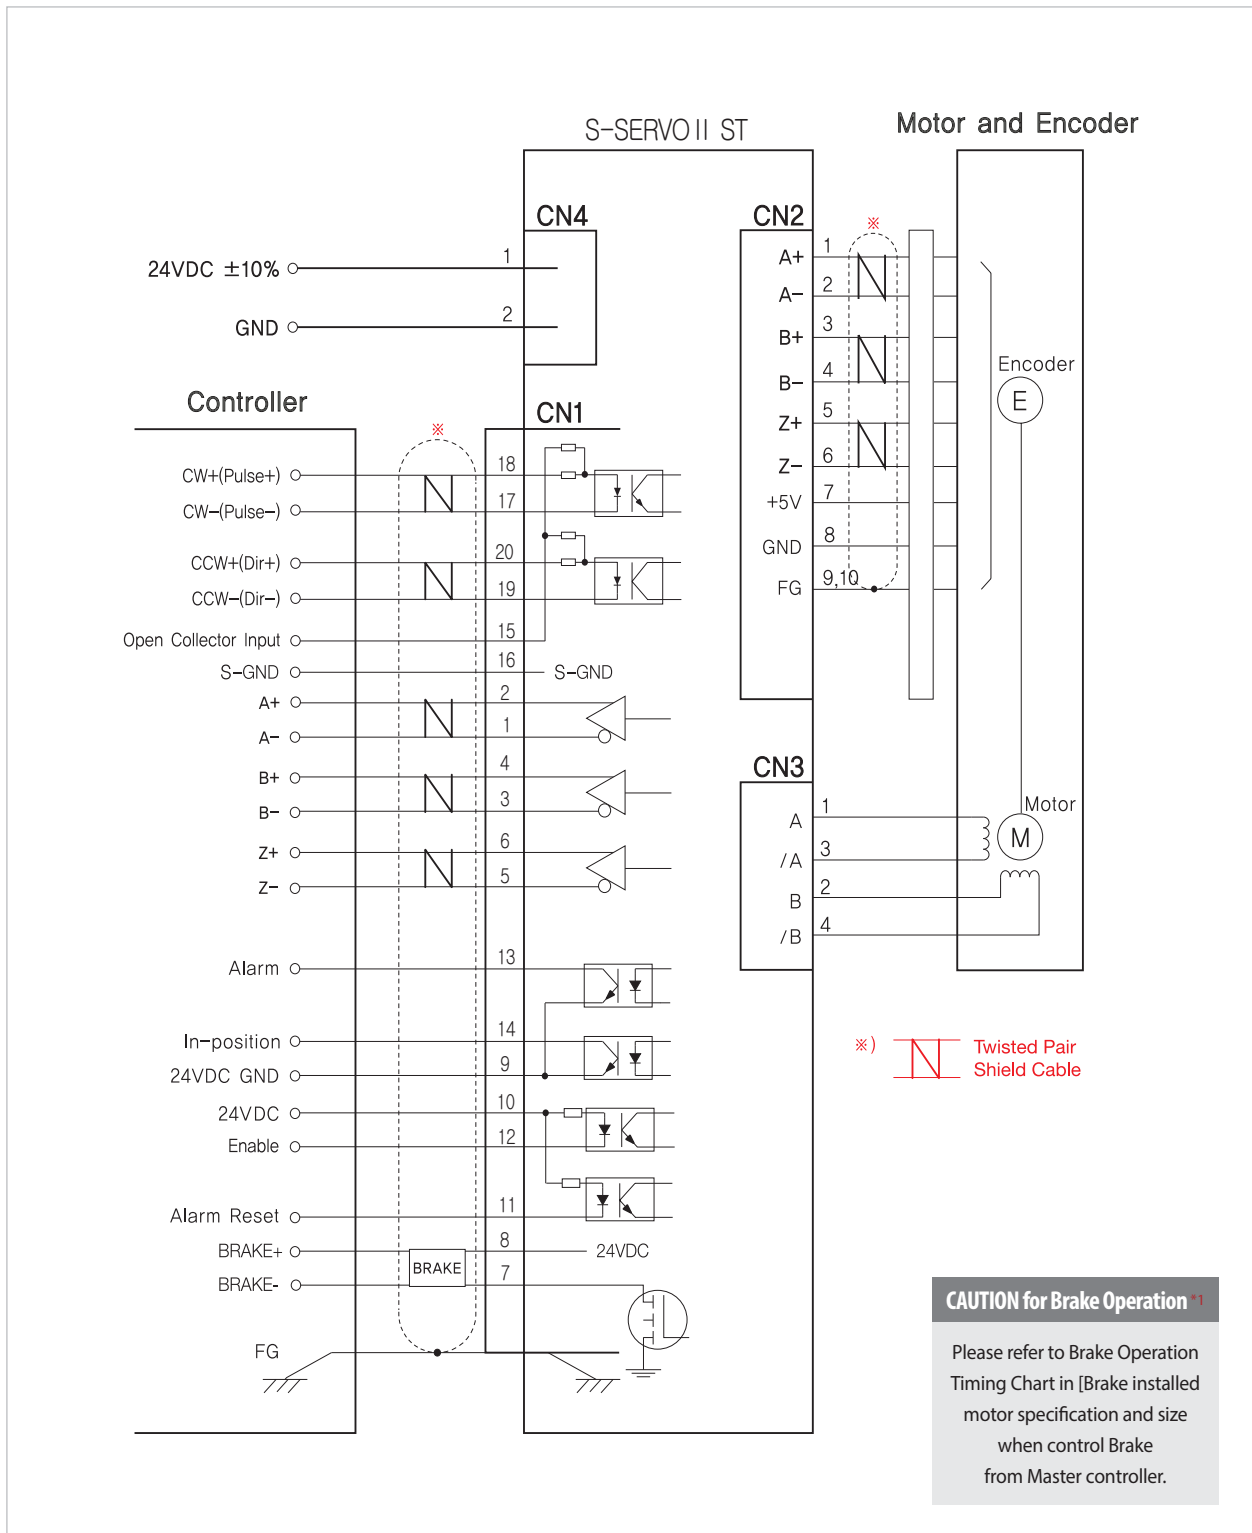 S-SERVO II ST
Motor and Encoder
CN4
24VDC ±10%
1
GND
2
CN2
※
A+
1
A-
2
B+
3
B-
4
Z+
5
Z-
6
+5V
7
GND
8
FG
9,10
Encoder
E
Controller
CN1
※
CW+(Pulse+)
18
CW-(Pulse-)
17
CCW+(Dir+)
20
CCW-(Dir-)
19
Open Collector Input
15
S-GND
16
S-GND
A+
2
A-
1
B+
4
B-
3
Z+
6
Z-
5
CN3
A
1
/A
3
B
2
/B
4
Motor
M
Alarm
13
In-position
14
24VDC GND
9
24VDC
10
Enable
12
Alarm Reset
11
BRAKE+
8
24VDC
BRAKE
BRAKE-
7
FG
※)
Twisted Pair
Shield Cable
CAUTION for Brake Operation *1
Please refer to Brake Operation
Timing Chart in [Brake installed
motor specification and size
when control Brake
from Master controller.